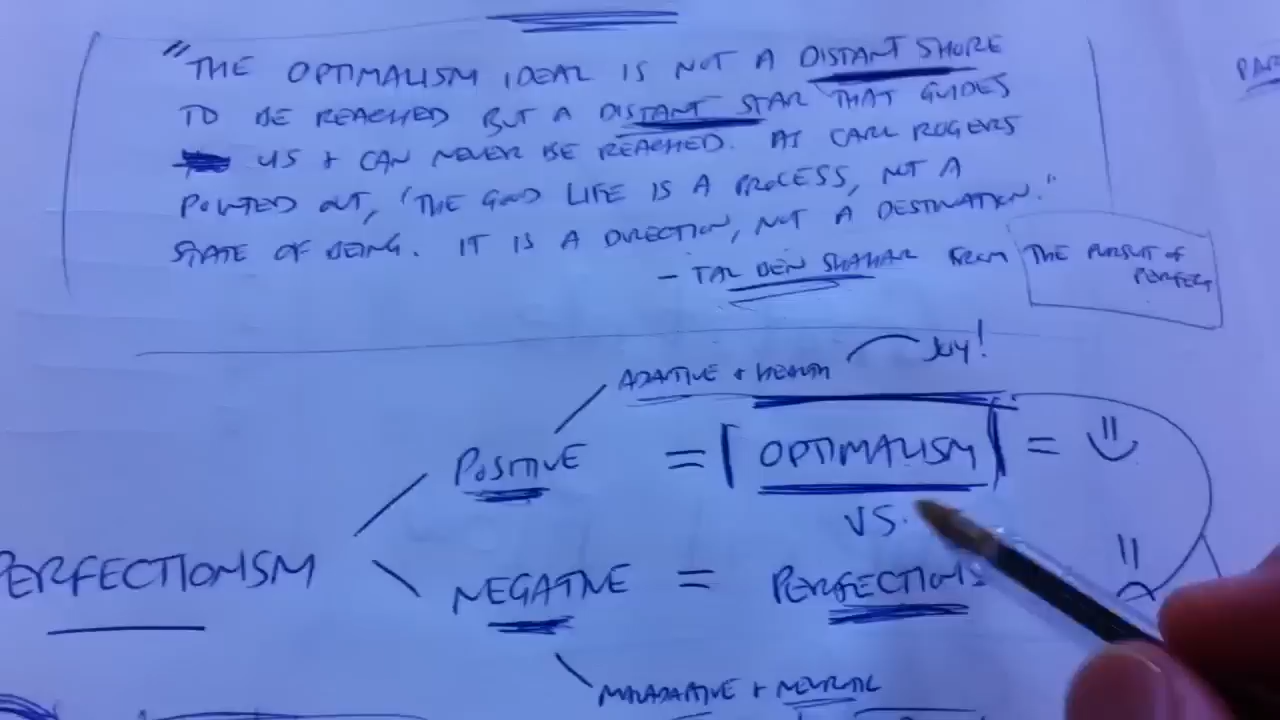 "THE OPTIMALISM IDEAL IS NOT A DISTANT SHORE
TO BE REACHED BUT A DISTANT STAR THAT GUIDES
US + CAN NEVER BE REACHED. AS CARL ROGERS
POINTED OUT, 'THE GOOD LIFE IS A PROCESS, NOT A
STATE OF BEING. IT IS A DIRECTION, NOT A DESTINATION."
- TAL BEN SHAHAR FROM THE PURSUIT OF
PERFECT
ADAPTIVE + HEALTH JOY!
POSITIVE = OPTIMALISM =
VS.
PERFECTIONISM
NEGATIVE = PERFECTIONIS
MALADAPTIVE + NEUROTIC